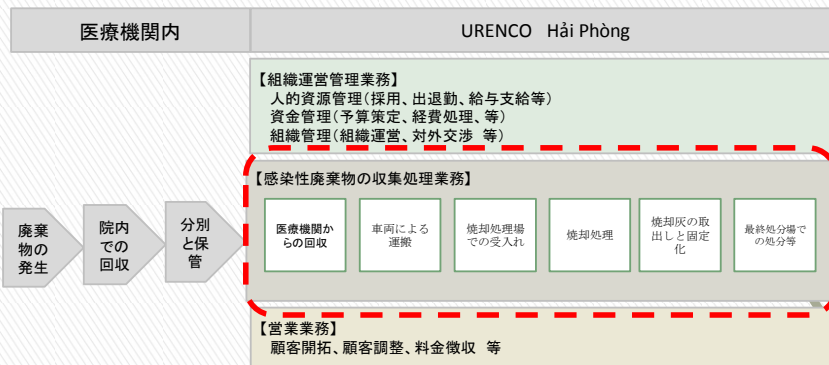 医療機関内
URENCO Hải Phòng
【組織運営管理業務】
人的資源管理(採用、出退勤、給与支給等)
資金管理(予算策定、経費処理、等)
組織管理(組織運営、対外交渉 等)
【感染性廃棄物の収集処理業務】
廃棄
物の
発生
院内
での
回収
分別
と保
管
医療機関か
らの回収
車両による
運搬
焼却処理場
での受入れ
焼却処理
焼却灰の取
出しと固定
化
最終処分場で
の処分等
【営業業務】
顧客開拓、顧客調整、料金徴収 等